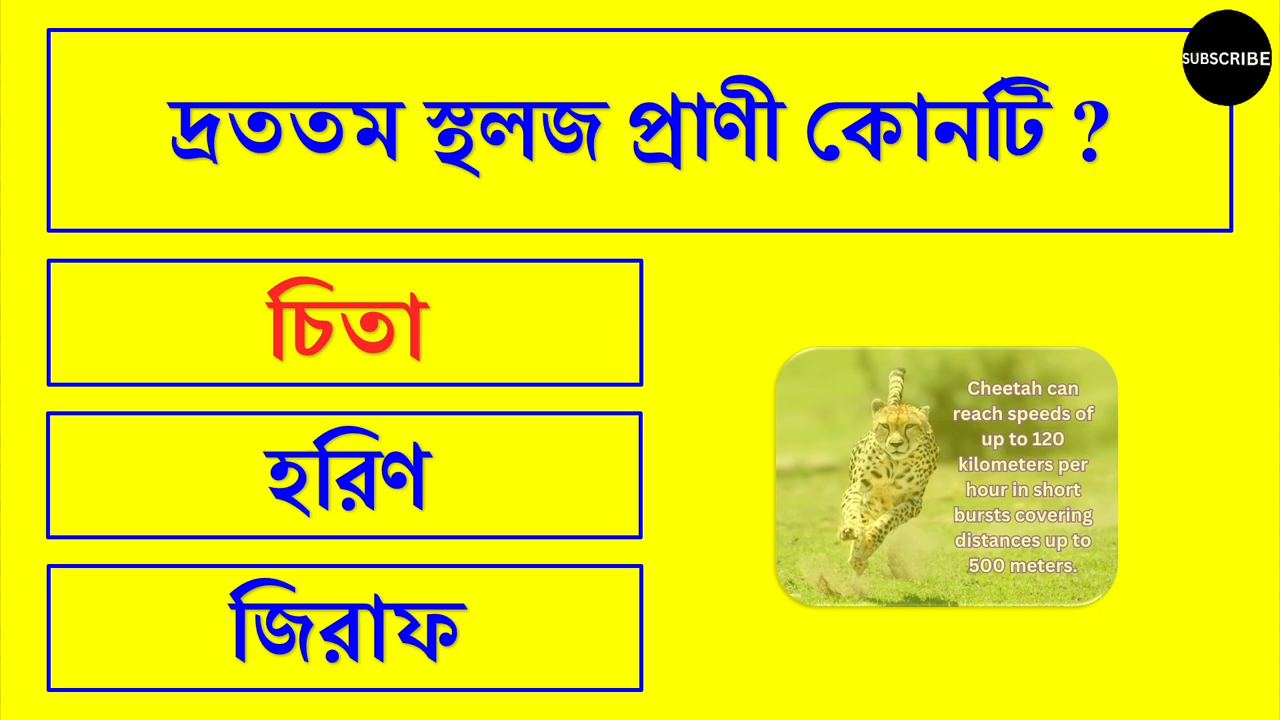 দ্রততম স্থলজ প্রাণী কোনটি ?
SUBSCRIBE
চিতা
হরিণ
জিরাফ
Cheetah can
reach speeds of
up to 120
kilometers per
hour in short
bursts covering
distances up to
500 meters.